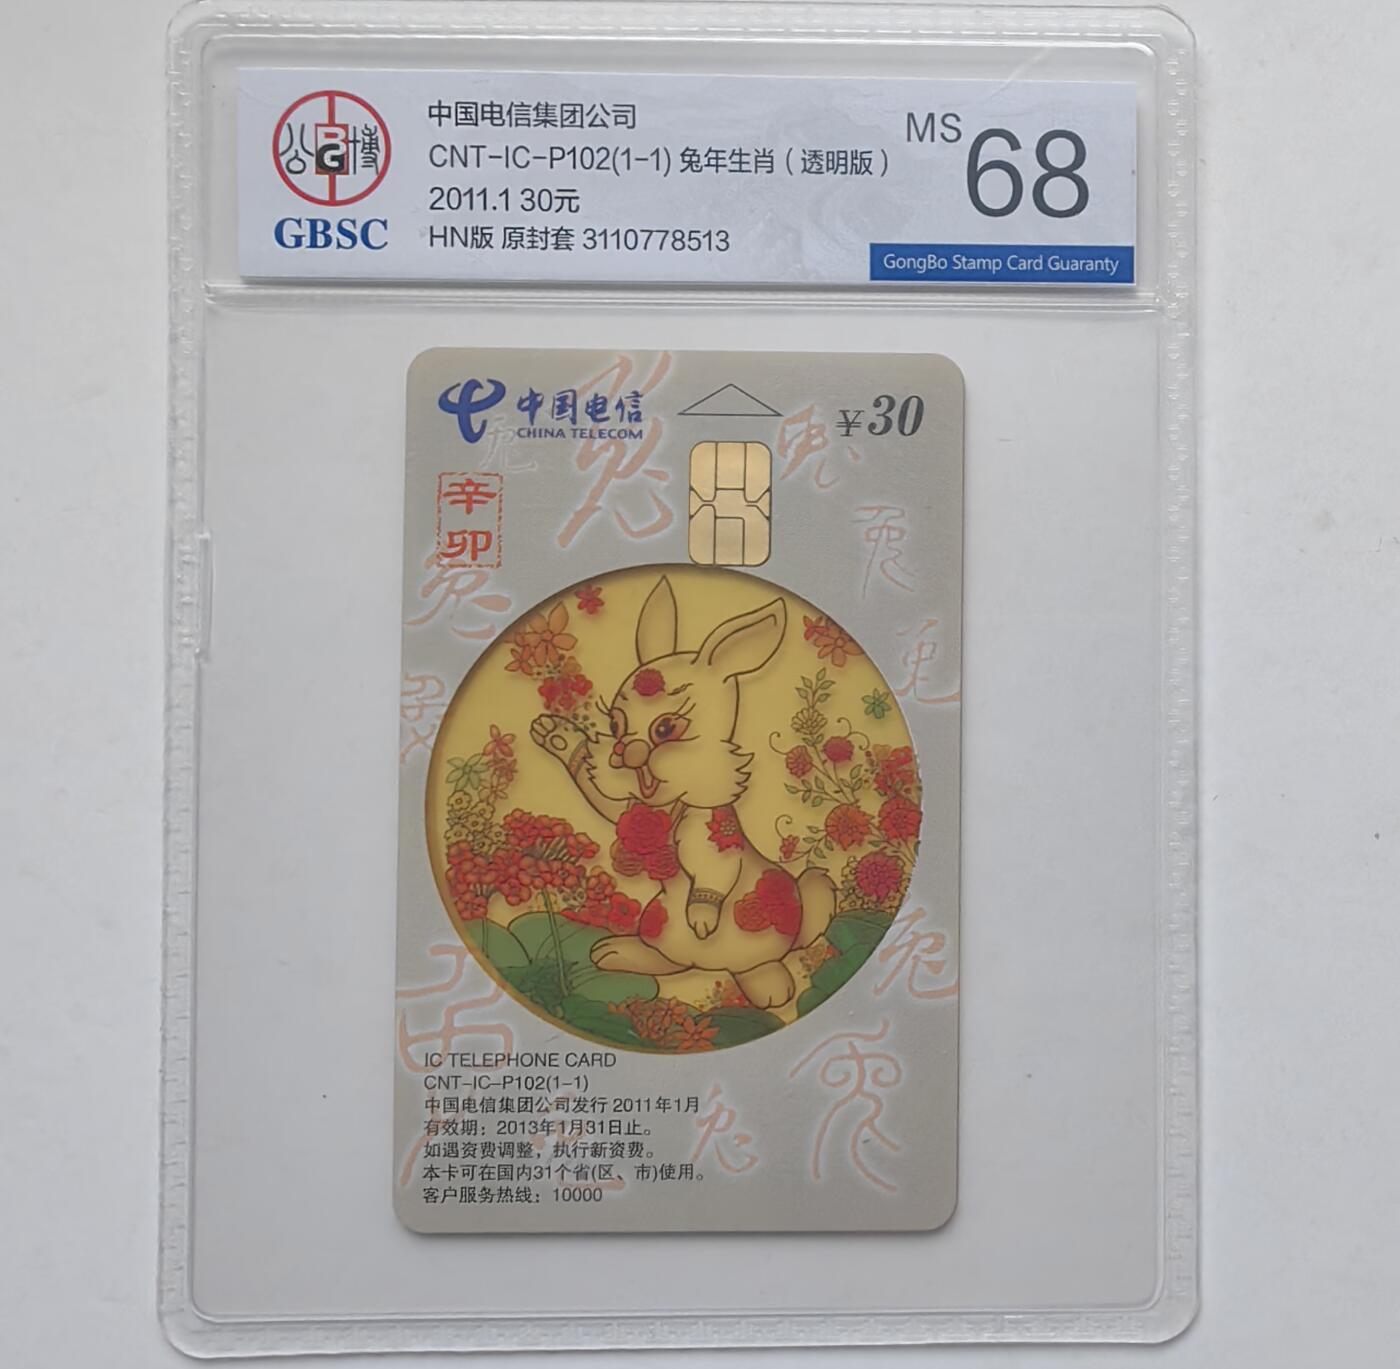 公 BG 博
GBSC
中国电信集团公司
CNT-IC-P102(1-1) 兔年生肖(透明版)
2011.1 30元
HN版 原封套 3110778513
MS 68
GongBo Stamp Card Guaranty
中国电信
CHINA TELECOM
¥30
辛卯
兔
IC TELEPHONE CARD
CNT-IC-P102(1-1)
中国电信集团公司发行 2011年1月
有效期：2013年1月31日止。
如遇资费调整，执行新资费。
本卡可在国内31个省(区、市)使用。
客户服务热线：10000